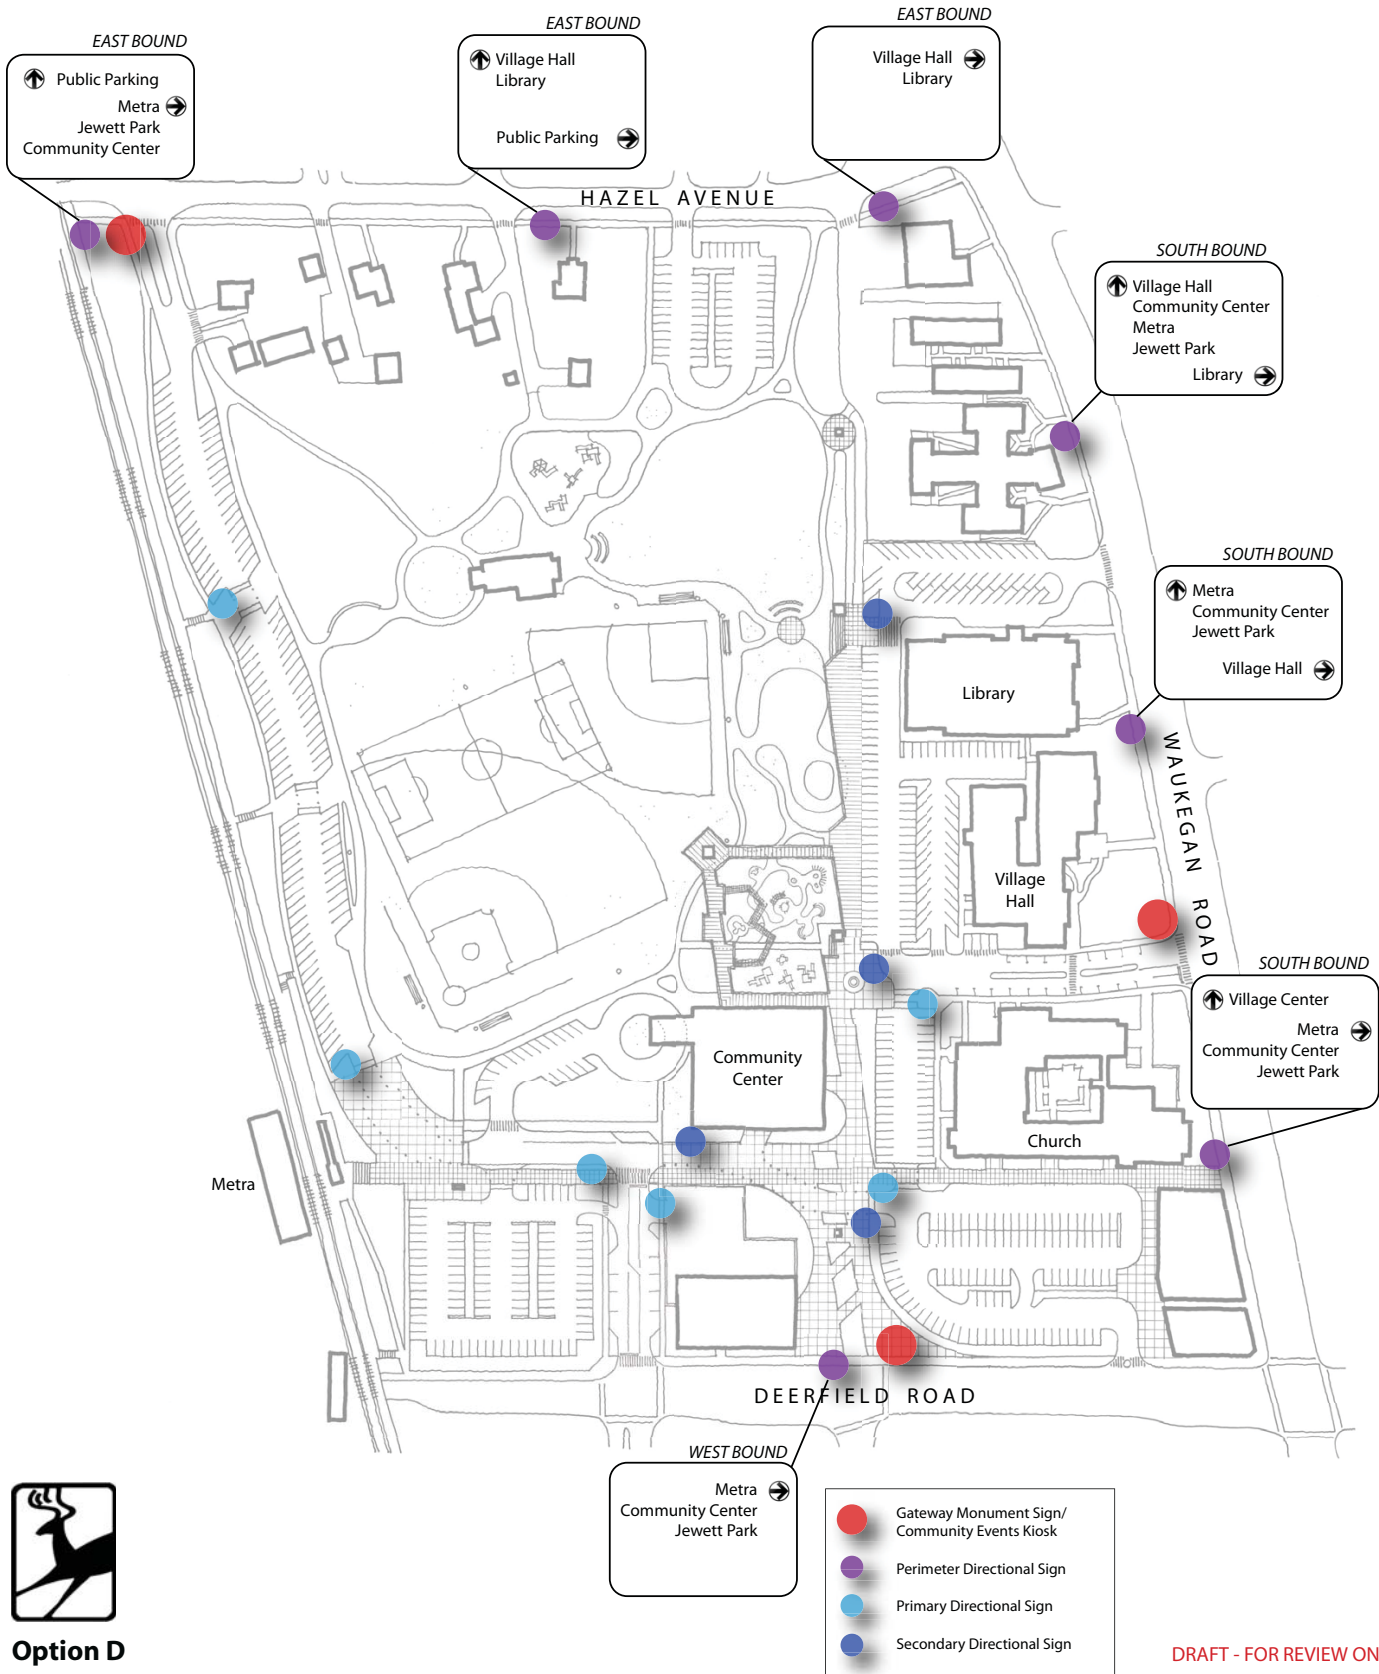 EAST BOUND
Public Parking
Metra
Jewett Park
Community Center
EAST BOUND
Village Hall
Library
Public Parking
EAST BOUND
Village Hall
Library
HAZEL AVENUE
SOUTH BOUND
Village Hall
Community Center
Metra
Jewett Park
Library
SOUTH BOUND
Metra
Community Center
Jewett Park
Village Hall
Library
WAUKEGAN ROAD
Village
Hall
SOUTH BOUND
Village Center
Metra
Community Center
Jewett Park
Community
Center
Church
Metra
DEERFIELD ROAD
WEST BOUND
Metra
Community Center
Jewett Park
Gateway Monument Sign/
Community Events Kiosk
Perimeter Directional Sign
Primary Directional Sign
Secondary Directional Sign
Option D
DRAFT - FOR REVIEW ON